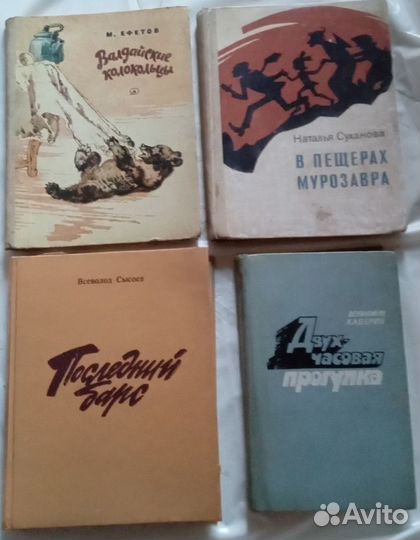 М. ЕФЕТОВ
Валдайские
колокольцы
Наталья Суханова
В ПЕЩЕРАХ
МУРОЗАВРА
Всеволод Сысоев
Последний
барс
ВЕНИАМИН
КАВЕРИН
Двух-
часовая
прогулка
Avito